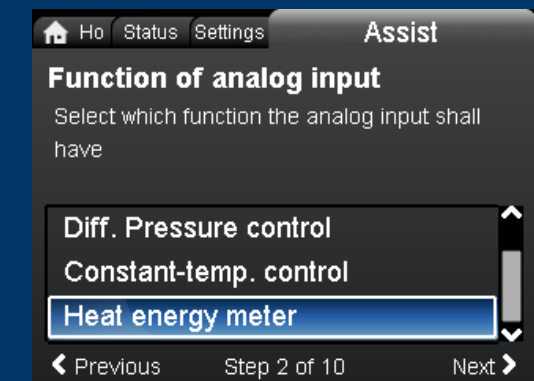 Ho Status Settings Assist
Function of analog input
Select which function the analog input shall
have
Diff. Pressure control
Constant-temp. control
Heat energy meter
Previous Step 2 of 10 Next